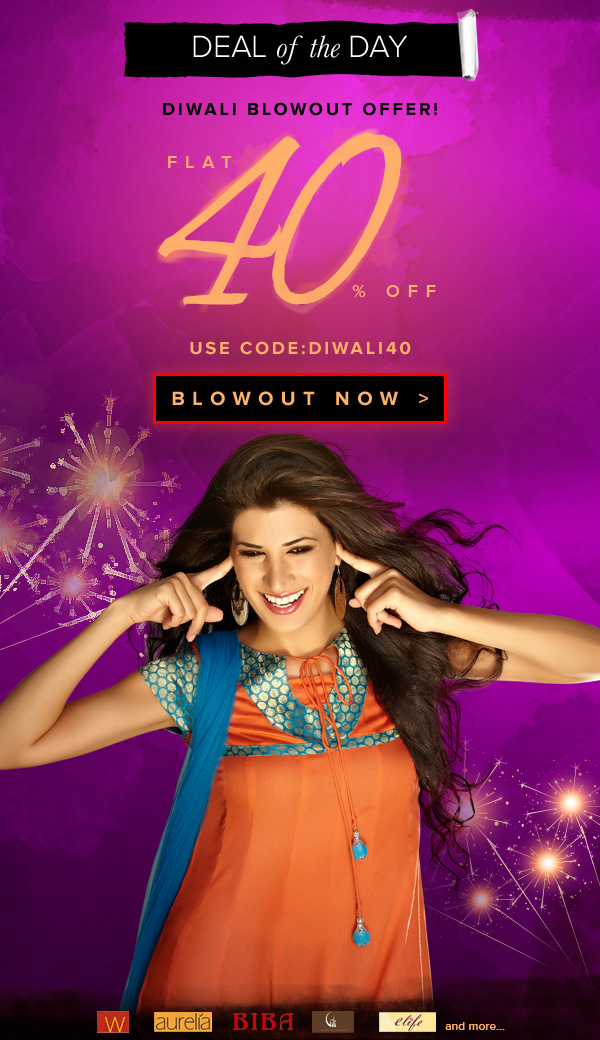 DEAL of the DAY
DIWALI BLOWOUT OFFER!
FLAT
40
% OFF
USE CODE:DIWALI40
BLOWOUT NOW >
W
aurelía
BIBA
elife
and more...